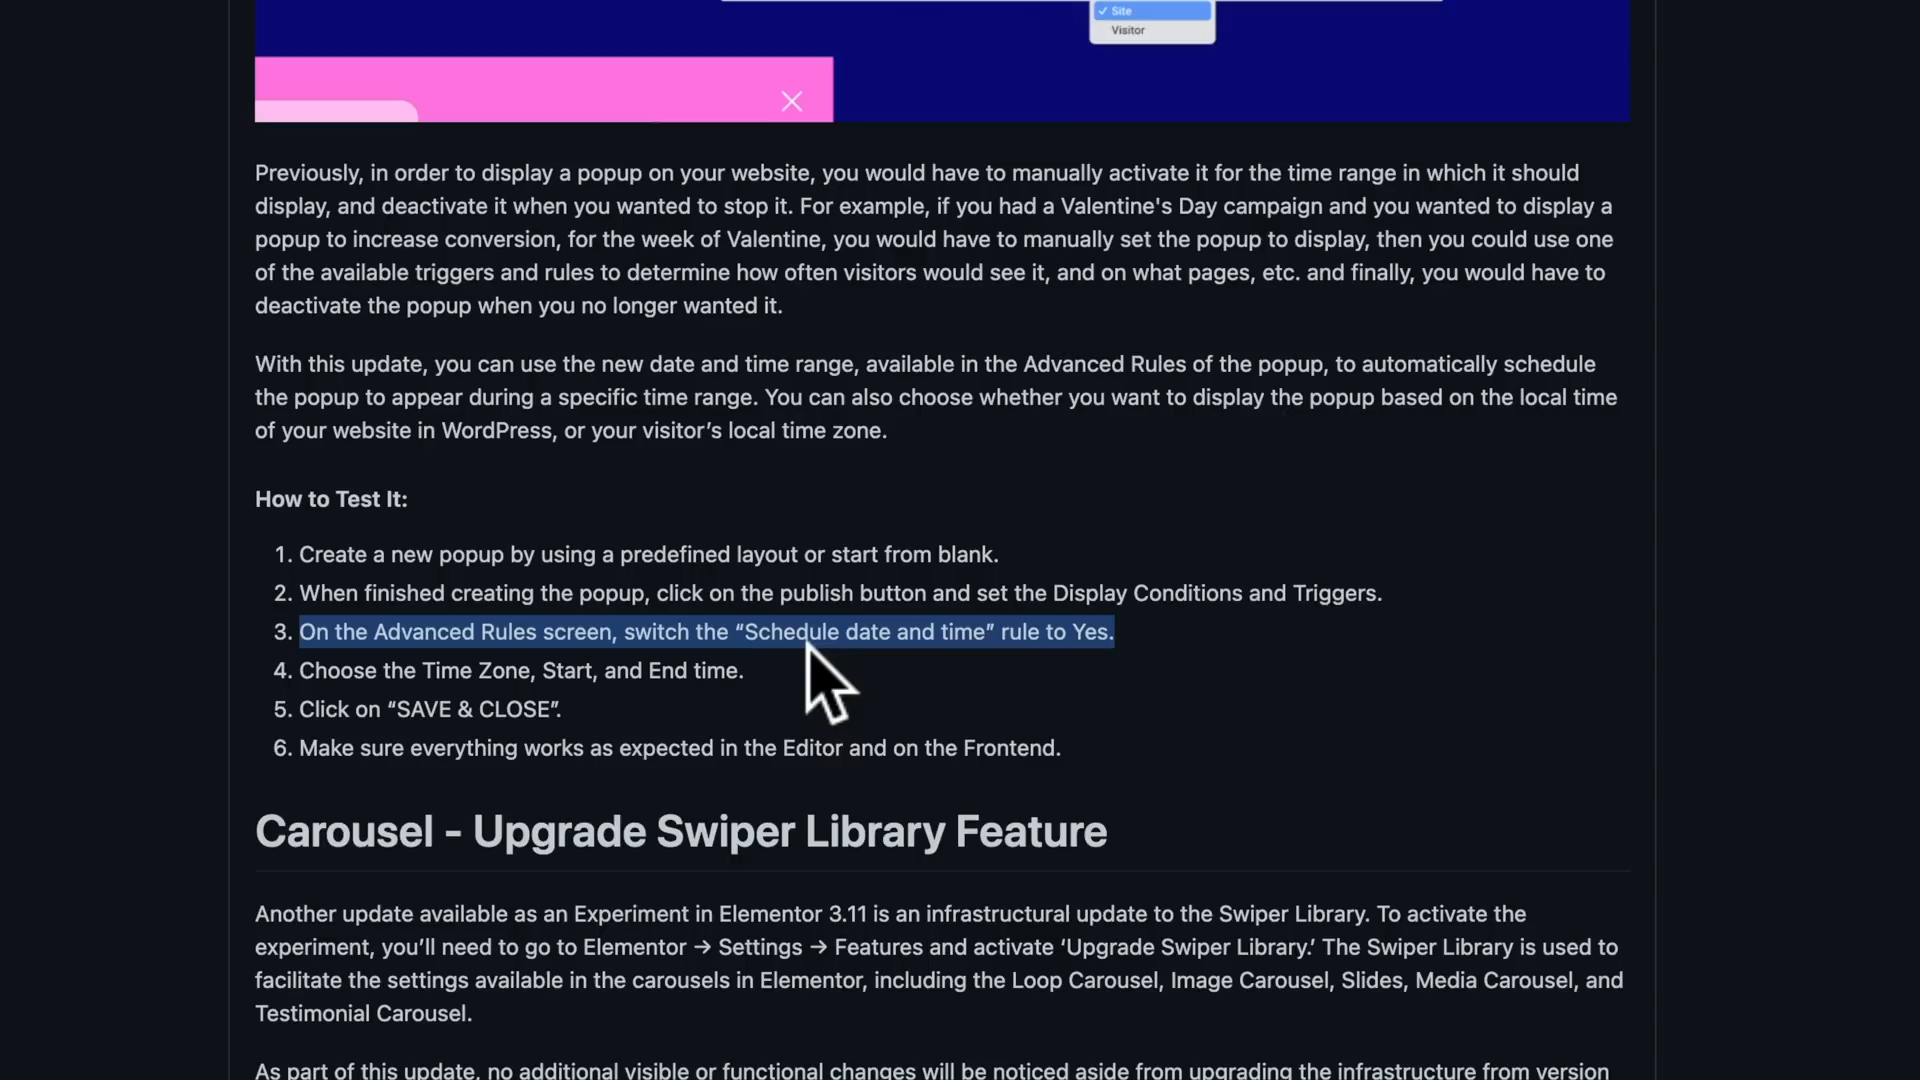 ✓ Site
Visitor
Previously, in order to display a popup on your website, you would have to manually activate it for the time range in which it should
display, and deactivate it when you wanted to stop it. For example, if you had a Valentine's Day campaign and you wanted to display a
popup to increase conversion, for the week of Valentine, you would have to manually set the popup to display, then you could use one
of the available triggers and rules to determine how often visitors would see it, and on what pages, etc. and finally, you would have to
deactivate the popup when you no longer wanted it.
With this update, you can use the new date and time range, available in the Advanced Rules of the popup, to automatically schedule
the popup to appear during a specific time range. You can also choose whether you want to display the popup based on the local time
of your website in WordPress, or your visitor’s local time zone.
How to Test It:
1. Create a new popup by using a predefined layout or start from blank.
2. When finished creating the popup, click on the publish button and set the Display Conditions and Triggers.
3. On the Advanced Rules screen, switch the “Schedule date and time” rule to Yes.
4. Choose the Time Zone, Start, and End time.
5. Click on “SAVE & CLOSE”.
6. Make sure everything works as expected in the Editor and on the Frontend.
Carousel - Upgrade Swiper Library Feature
Another update available as an Experiment in Elementor 3.11 is an infrastructural update to the Swiper Library. To activate the
experiment, you’ll need to go to Elementor → Settings → Features and activate ‘Upgrade Swiper Library.’ The Swiper Library is used to
facilitate the settings available in the carousels in Elementor, including the Loop Carousel, Image Carousel, Slides, Media Carousel, and
Testimonial Carousel.
As part of this update, no additional visible or functional changes will be noticed aside from upgrading the infrastructure from version